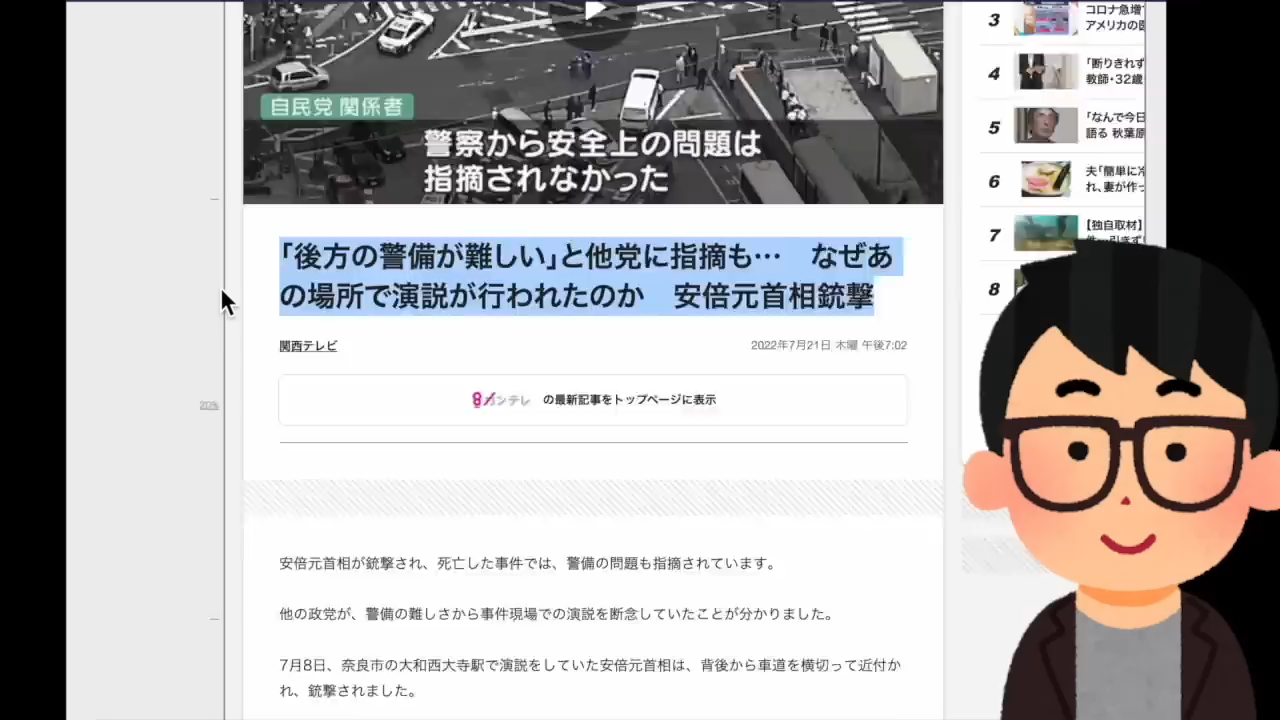 自民党 関係者
警察から安全上の問題は
指摘されなかった
「後方の警備が難しい」と他党に指摘も… なぜあ
の場所で演説が行われたのか 安倍元首相銃撃
関西テレビ
2022年7月21日 木曜 午後7:02
カンテレ の最新記事をトップページに表示
安倍元首相が銃撃され、死亡した事件では、警備の問題も指摘されています。
他の政党が、警備の難しさから事件現場での演説を断念していたことが分かりました。
7月8日、奈良市の大和西大寺駅で演説をしていた安倍元首相は、背後から車道を横切って近付か
れ、銃撃されました。
20%
3
コロナ急増
アメリカの
4
「断りきれず
教師・32歳
5
「なんで今日
語る 秋葉原
6
夫「簡単に
れ、妻が作っ
7
【独自取材】
8